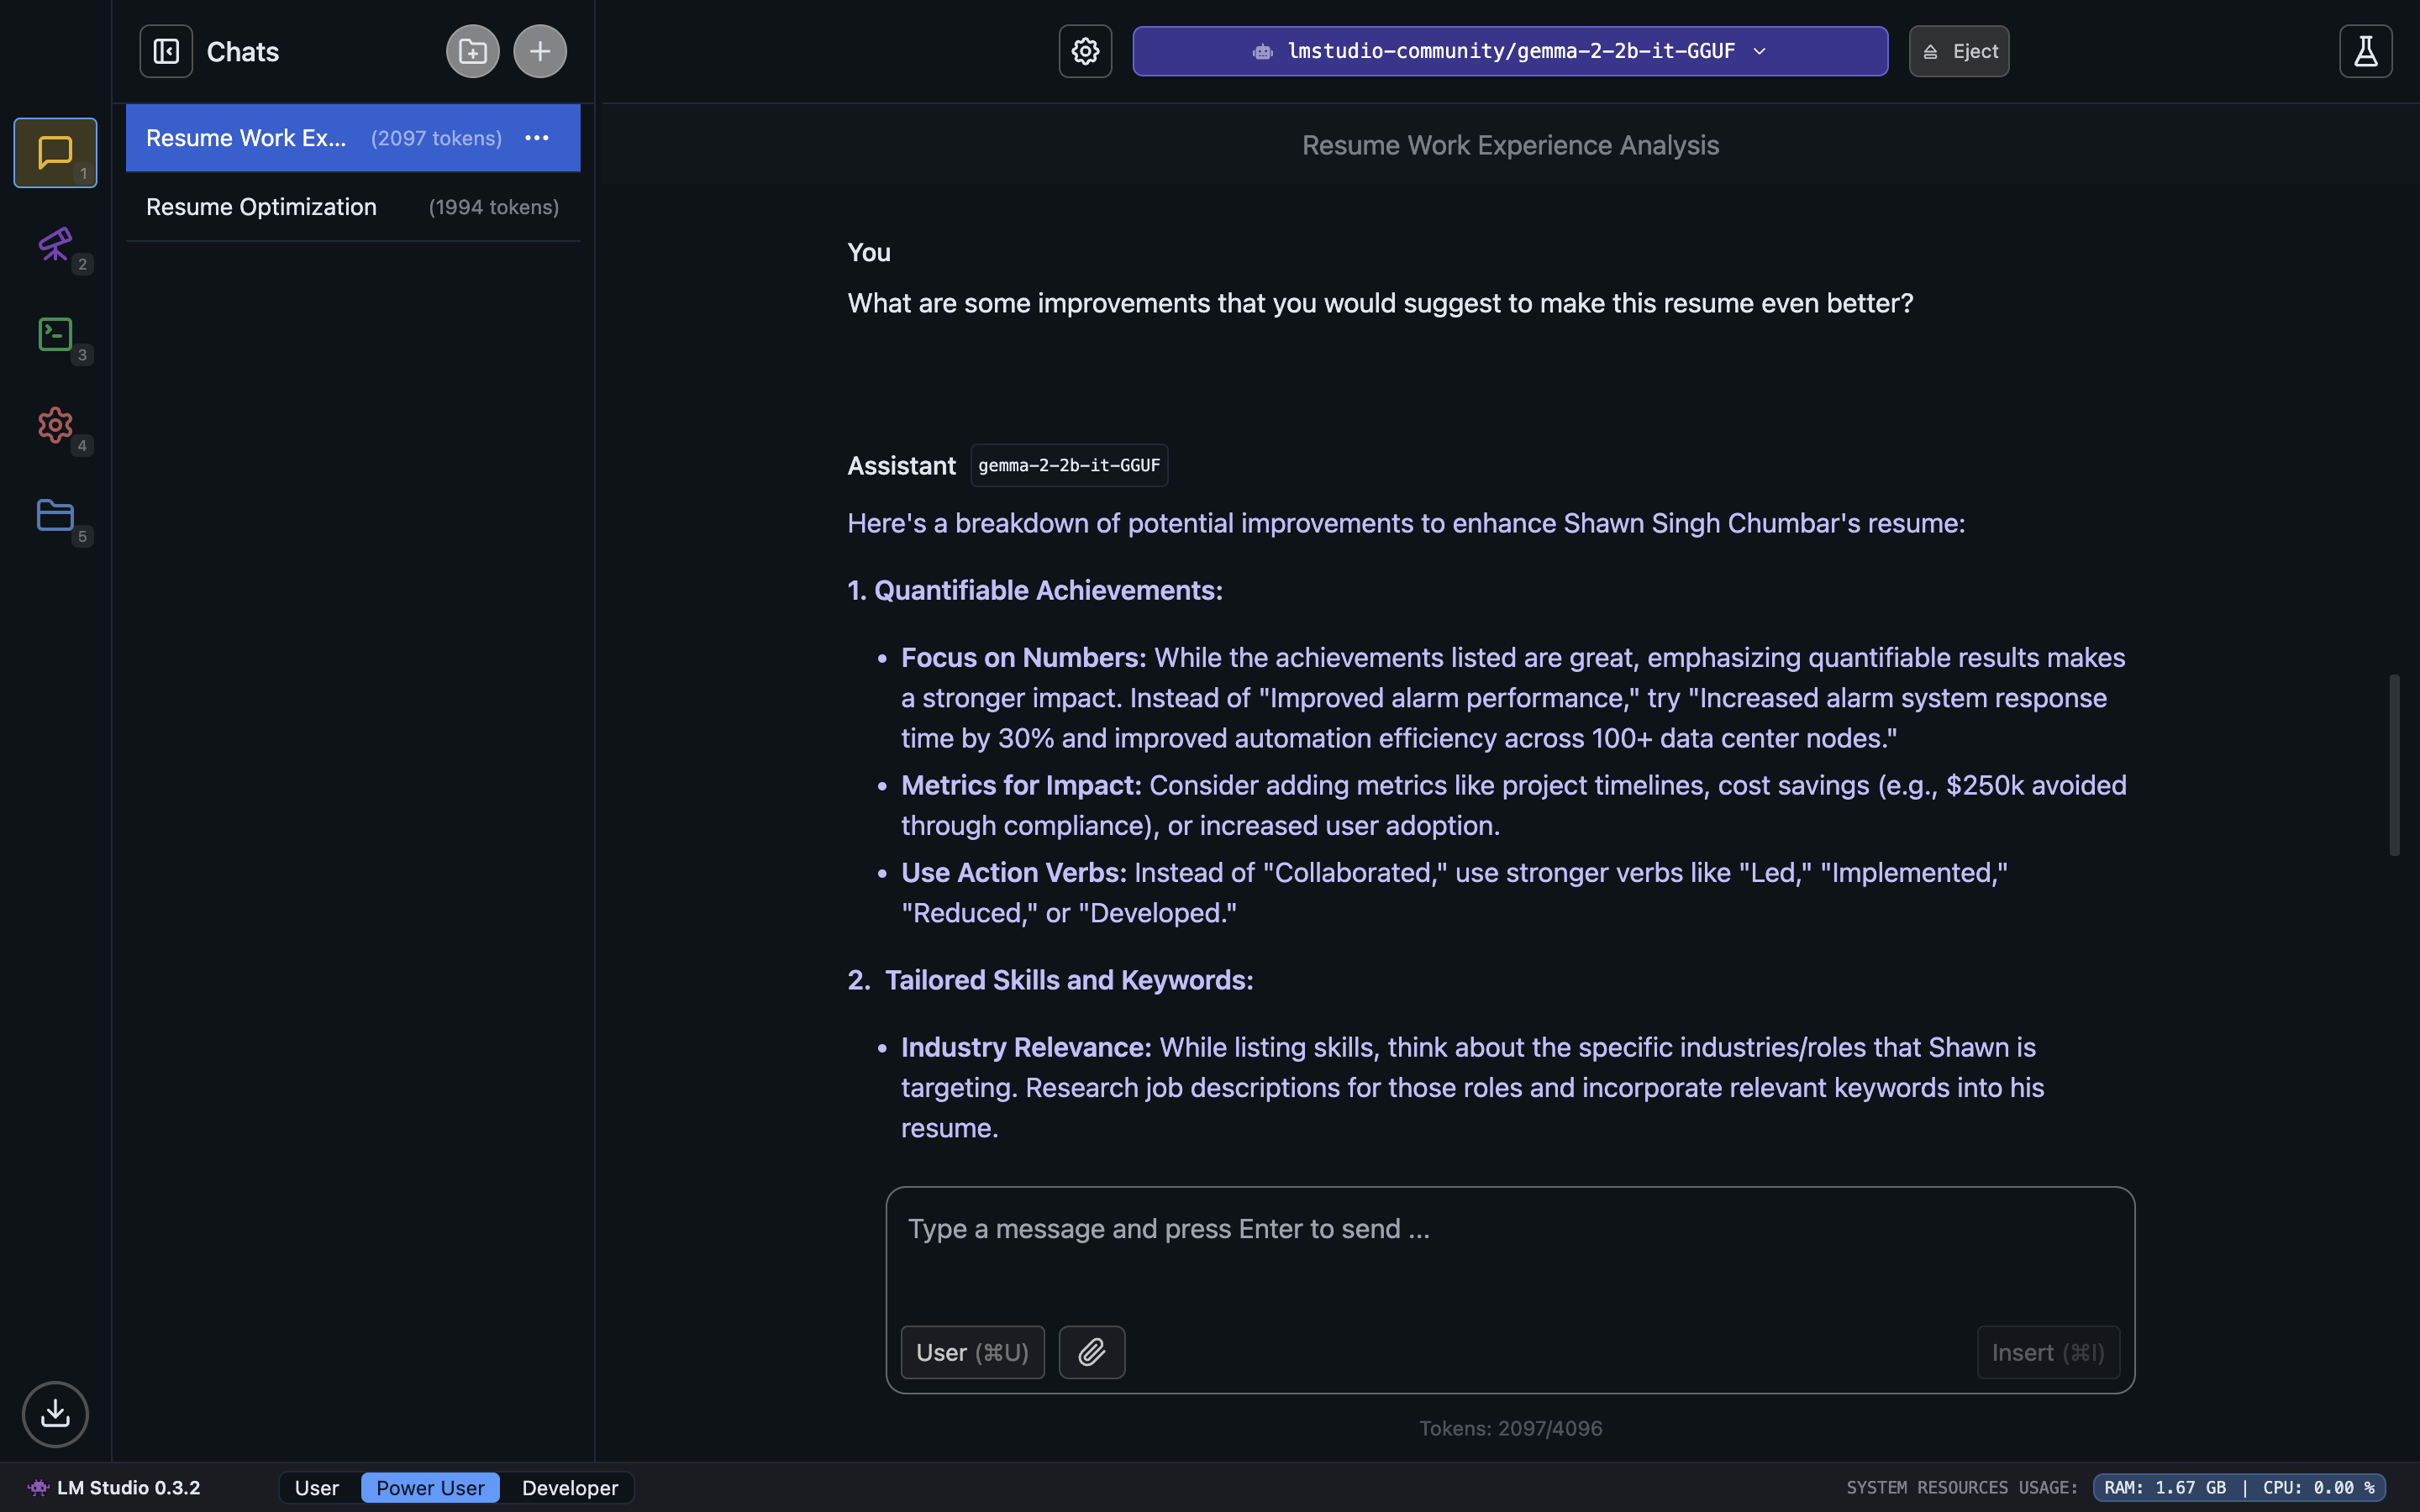 Chats
lmstudio-community/gemma-2-2b-it-GGUF
Eject
1
2
3
4
5
Resume Work Ex... (2097 tokens)
Resume Optimization (1994 tokens)
Resume Work Experience Analysis
You
What are some improvements that you would suggest to make this resume even better?
Assistant gemma-2-2b-it-GGUF
Here's a breakdown of potential improvements to enhance Shawn Singh Chumbar's resume:
1. Quantifiable Achievements:
• Focus on Numbers: While the achievements listed are great, emphasizing quantifiable results makes
a stronger impact. Instead of "Improved alarm performance," try "Increased alarm system response
time by 30% and improved automation efficiency across 100+ data center nodes."
• Metrics for Impact: Consider adding metrics like project timelines, cost savings (e.g., $250k avoided
through compliance), or increased user adoption.
• Use Action Verbs: Instead of "Collaborated," use stronger verbs like "Led," "Implemented,"
"Reduced," or "Developed."
2. Tailored Skills and Keywords:
• Industry Relevance: While listing skills, think about the specific industries/roles that Shawn is
targeting. Research job descriptions for those roles and incorporate relevant keywords into his
resume.
Type a message and press Enter to send ...
User (⌘U)
Insert (⌘I)
Tokens: 2097/4096
LM Studio 0.3.2
User Power User Developer
SYSTEM RESOURCES USAGE: RAM: 1.67 GB | CPU: 0.00 %